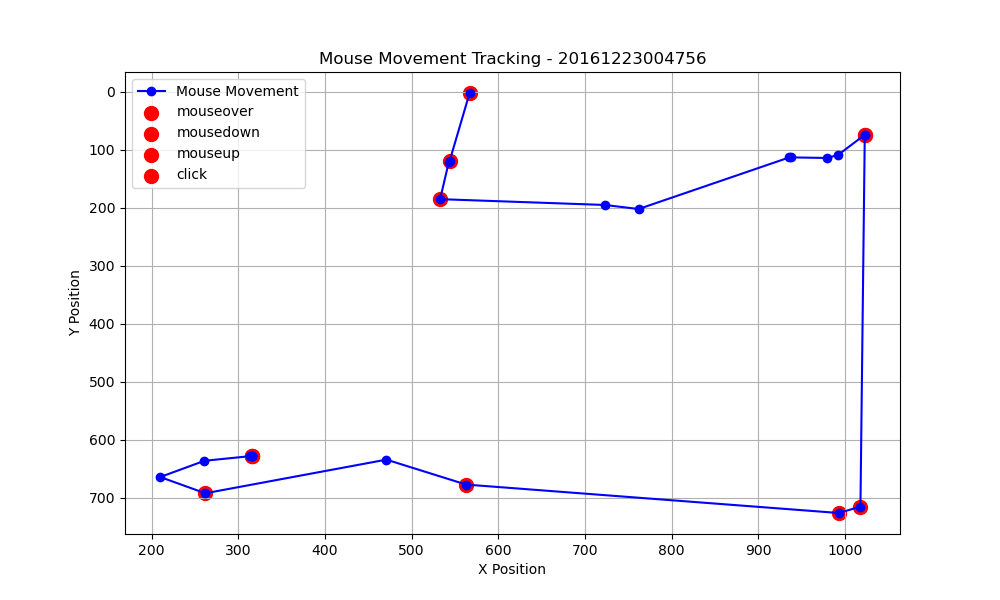 Mouse Movement Tracking - 20161223004756
Mouse Movement
mouseover
mousedown
mouseup
click
0
100
200
300
400
500
600
700
Y Position
200 300 400 500 600 700 800 900 1000
X Position